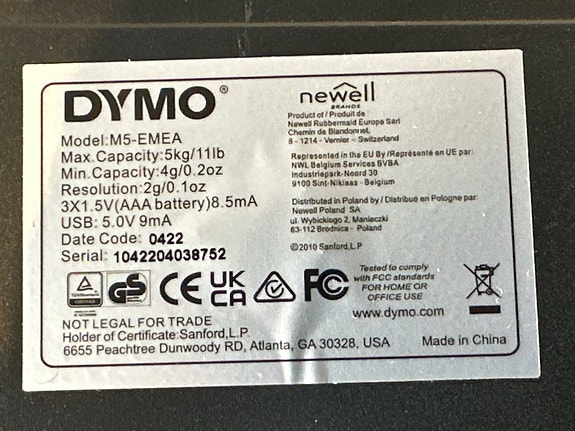 DYMO®
Model:M5-EMEA
Max.Capacity:5kg/11lb
Min.Capacity:4g/0.2oz
Resolution:2g/0.1oz
3X1.5V(AAA battery)8.5mA
USB: 5.0V 9mA
Date Code: 0422
Serial: 1042204038752
newell
BRANDS
Product of / Produit de :
Newell Rubbermaid Europe Sàrl
Chemin de Blandonnet,
8 - 1214 - Vernier – Switzerland
Represented in the EU By /Représenté en UE par:
NWL Belgium Services BVBA
Industriepark-Noord 30
9100 Sint-Niklaas - Belgium
Distributed in Poland by / Distribué en Pologne par:
Newell Poland SA
ul. Wybickiego 2, Maniaczki
63-112 Brodnica - Poland
©2010 Sanford,L.P
GS
CE
UK
CA
FC
Tested to comply
with FCC standards
FOR HOME OR
OFFICE USE
www.dymo.com
NOT LEGAL FOR TRADE
Holder of Certificate:Sanford,L.P.
6655 Peachtree Dunwoody RD, Atlanta, GA 30328, USA
Made in China